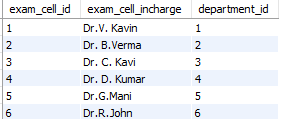 exam_cell_id exam_cell_incharge department_id
1 Dr.V. Kavin 1
2 Dr. B.Verma 2
3 Dr. C. Kavi 3
4 Dr. D. Kumar 4
5 Dr.G.Mani 5
6 Dr.R.John 6